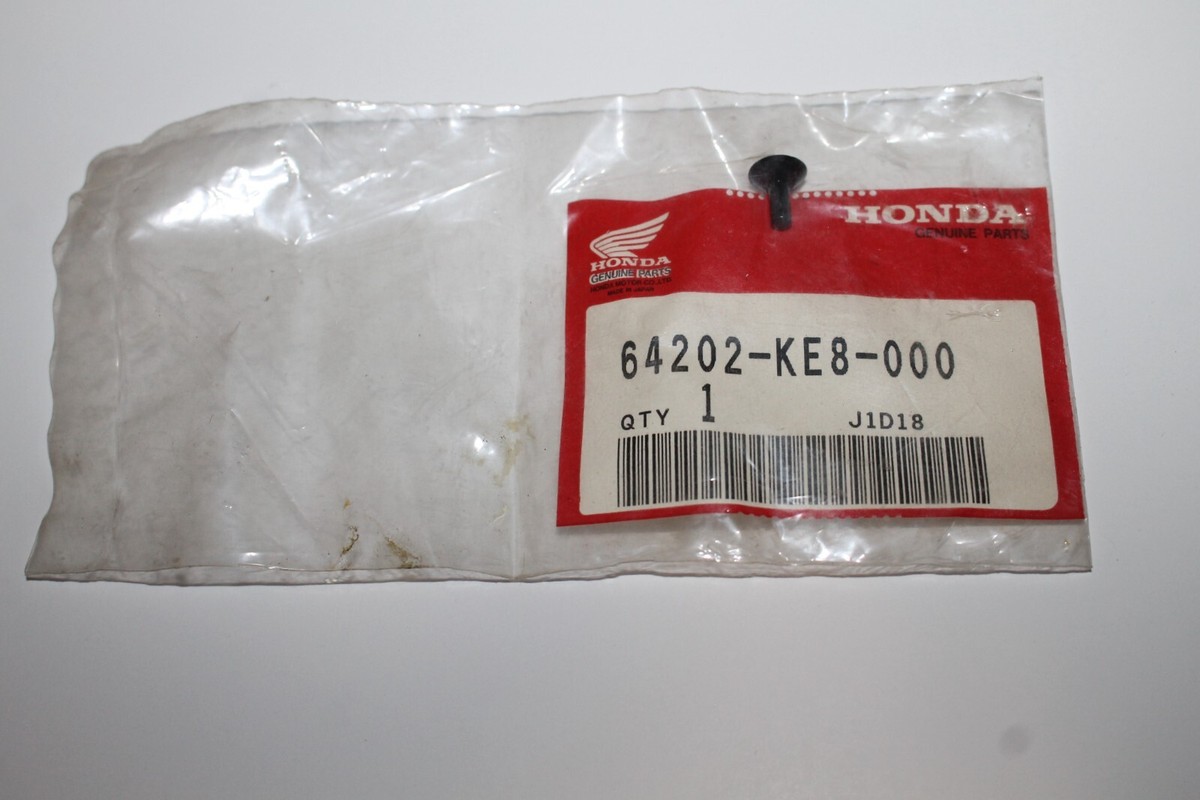 HONDA
GENUINE PARTS
HONDA
GENUINE PARTS
HONDA MOTOR CO.,LTD.
MADE IN JAPAN
64202-KE8-000
QTY 1 J1D18